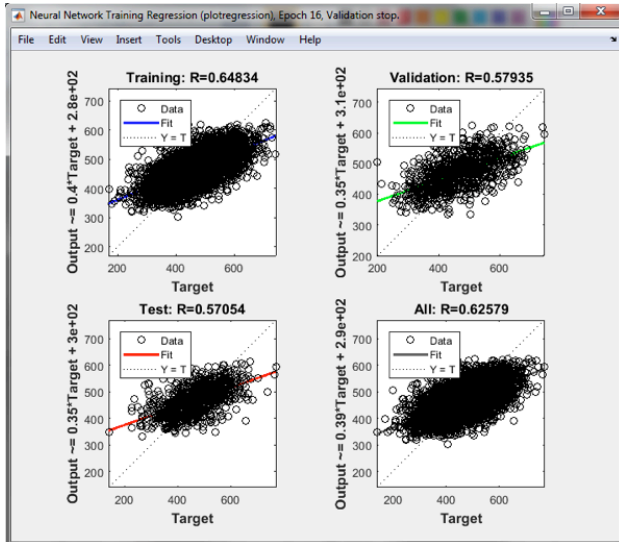 Neural Network Training Regression (plotregression), Epoch 16, Validation stop.
File Edit View Insert Tools Desktop Window Help
Training: R=0.64834
Output ~= 0.4*Target + 2.8e+02
700
600
500
400
300
200
Data
Fit
Y = T
200 400 600
Target
Validation: R=0.57935
Output ~= 0.35*Target + 3.1e+02
700
600
500
400
300
200
Data
Fit
Y = T
200 400 600
Target
Test: R=0.57054
Output ~= 0.35*Target + 3e+02
700
600
500
400
300
200
Data
Fit
Y = T
200 400 600
Target
All: R=0.62579
Output ~= 0.39*Target + 2.9e+02
700
600
500
400
300
200
Data
Fit
Y = T
200 400 600
Target